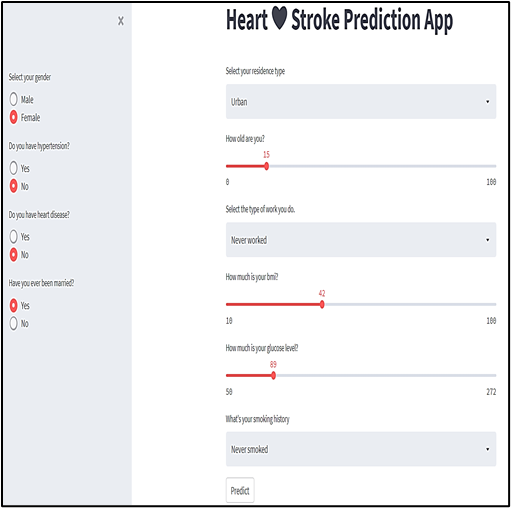 x
Select your gender
Male
Female
Do you have hypertension?
Yes
No
Do you have heart disease?
Yes
No
Have you ever been married?
Yes
No
Heart 🖤 Stroke Prediction App
Select your residence type
Urban
How old are you?
15
0 100
Select the type of work you do.
Never worked
How much is your bmi?
42
10 100
How much is your glucose level?
89
50 272
What's your smoking history
Never smoked
Predict